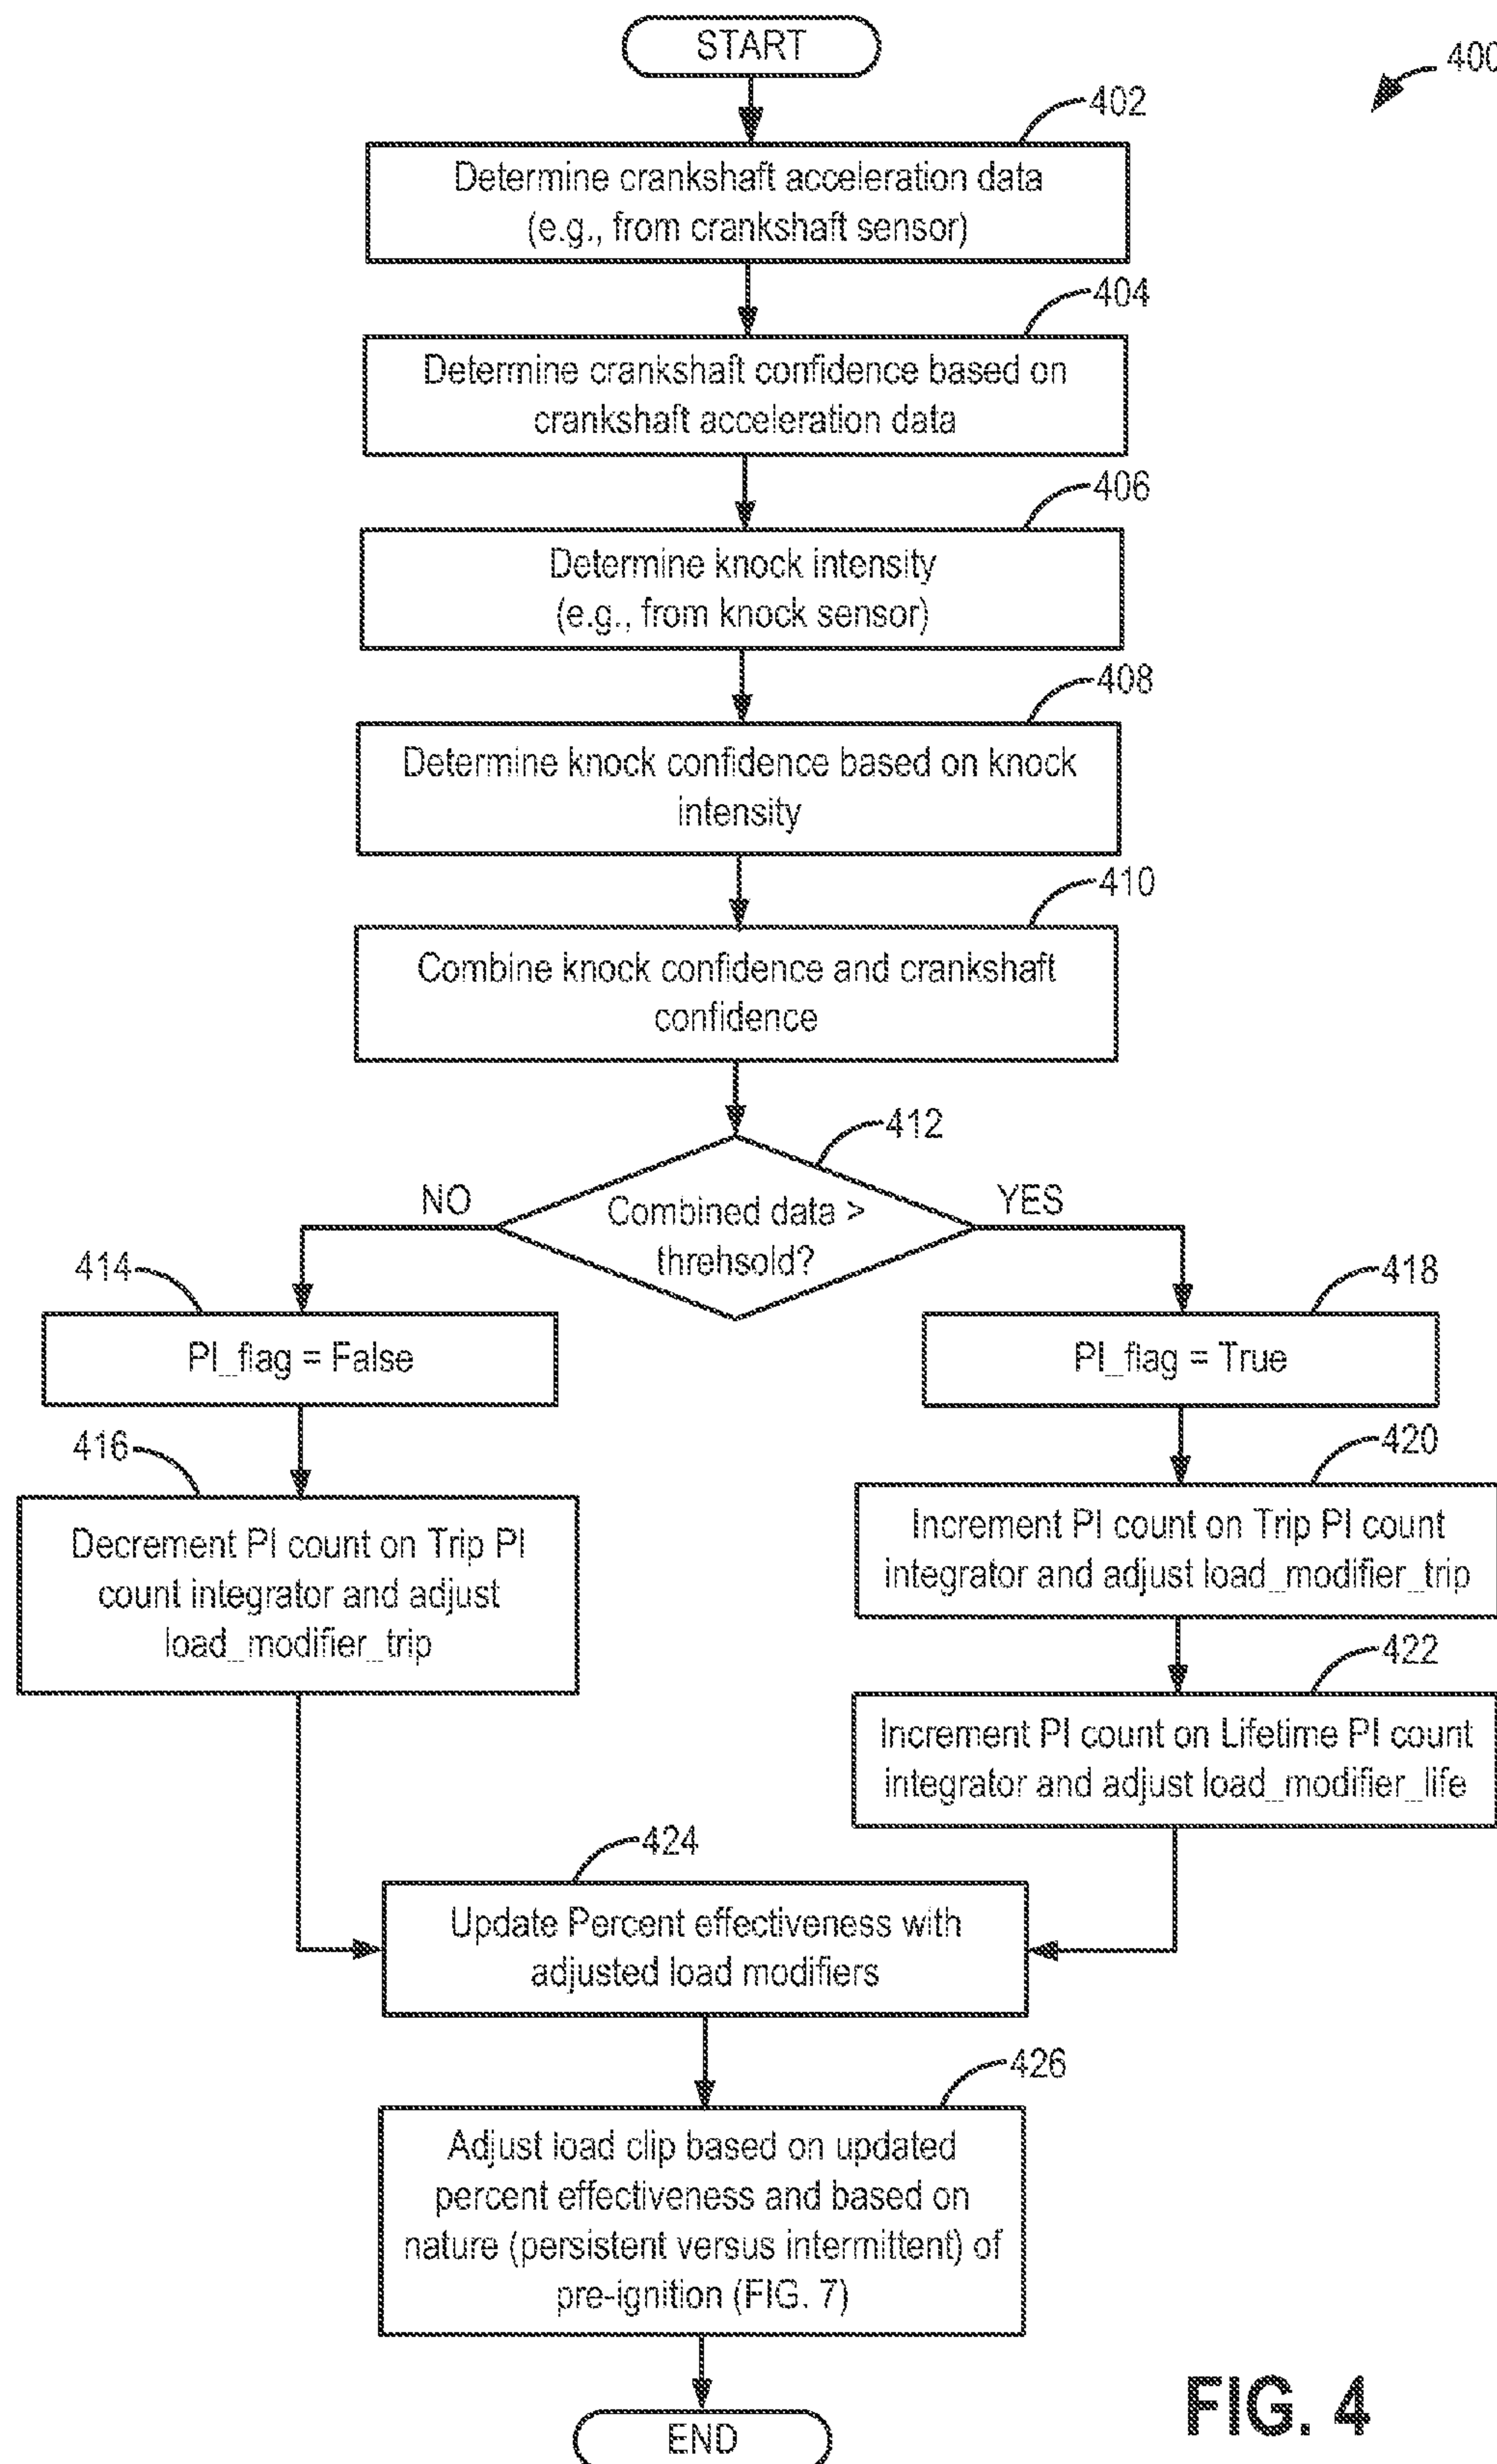 START
400
402
Determine crankshaft acceleration data
(e.g., from crankshaft sensor)
404
Determine crankshaft confidence based on
crankshaft acceleration data
406
Determine knock intensity
(e.g., from knock sensor)
408
Determine knock confidence based on knock
intensity
410
Combine knock confidence and crankshaft
confidence
412
NO
Combined data >
threhsold?
YES
414
PI_flag = False
418
PI_flag = True
416
Decrement PI count on Trip PI
count integrator and adjust
load_modifier_trip
420
Increment PI count on Trip PI count
integrator and adjust load_modifier_trip
422
Increment PI count on Lifetime PI count
integrator and adjust load_modifier_life
424
Update Percent effectiveness with
adjusted load modifiers
426
Adjust load clip based on updated
percent effectiveness and based on
nature (persistent versus intermittent) of
pre-ignition (FIG. 7)
END
FIG. 4